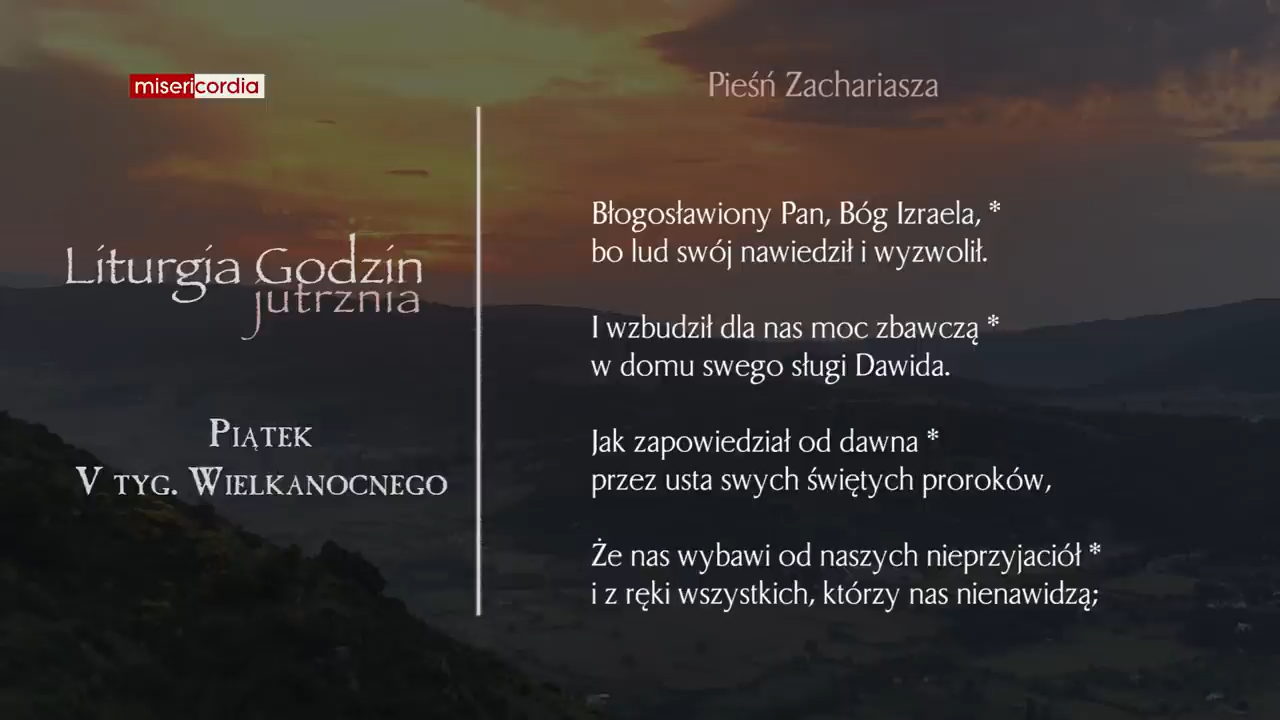 misericordia
Pieśń Zachariasza
Liturgia Godzin
jutrznia
Piątek
V tyg. Wielkanocnego
Błogosławiony Pan, Bóg Izraela, *
bo lud swój nawiedził i wyzwolił.
I wzbudził dla nas moc zbawczą *
w domu swego sługi Dawida.
Jak zapowiedział od dawna *
przez usta swych świętych proroków,
Że nas wybawi od naszych nieprzyjaciół *
i z ręki wszystkich, którzy nas nienawidzą;